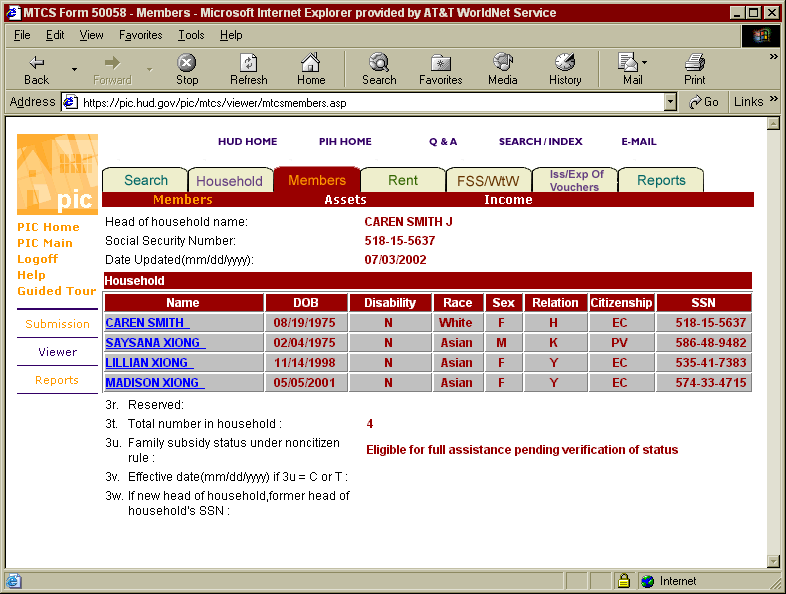 MTCS Form 50058 - Members - Microsoft Internet Explorer provided by AT&T WorldNet Service
File Edit View Favorites Tools Help
Back Forward Stop Refresh Home Search Favorites Media History Mail Print »
Address https://pic.hud.gov/pic/mtcs/viewer/mtcsmembers.asp Go Links »
HUD HOME PIH HOME Q & A SEARCH / INDEX E-MAIL
pic
Search Household Members Rent FSS/WtW Iss/Exp Of Vouchers Reports
Members Assets Income
PIC Home
PIC Main
Logoff
Help
Guided Tour
Submission
Viewer
Reports
Head of household name: CAREN SMITH J
Social Security Number: 518-15-5637
Date Updated(mm/dd/yyyy): 07/03/2002
Household
Name DOB Disability Race Sex Relation Citizenship SSN
CAREN SMITH 08/19/1975 N White F H EC 518-15-5637
SAYSANA XIONG 02/04/1975 N Asian M K PV 586-48-9482
LILLIAN XIONG 11/14/1998 N Asian F Y EC 535-41-7383
MADISON XIONG 05/05/2001 N Asian F Y EC 574-33-4715
3r. Reserved:
3t. Total number in household : 4
3u. Family subsidy status under noncitizen
rule : Eligible for full assistance pending verification of status
3v. Effective date(mm/dd/yyyy) if 3u = C or T :
3w. If new head of household,former head of
household's SSN :
Internet